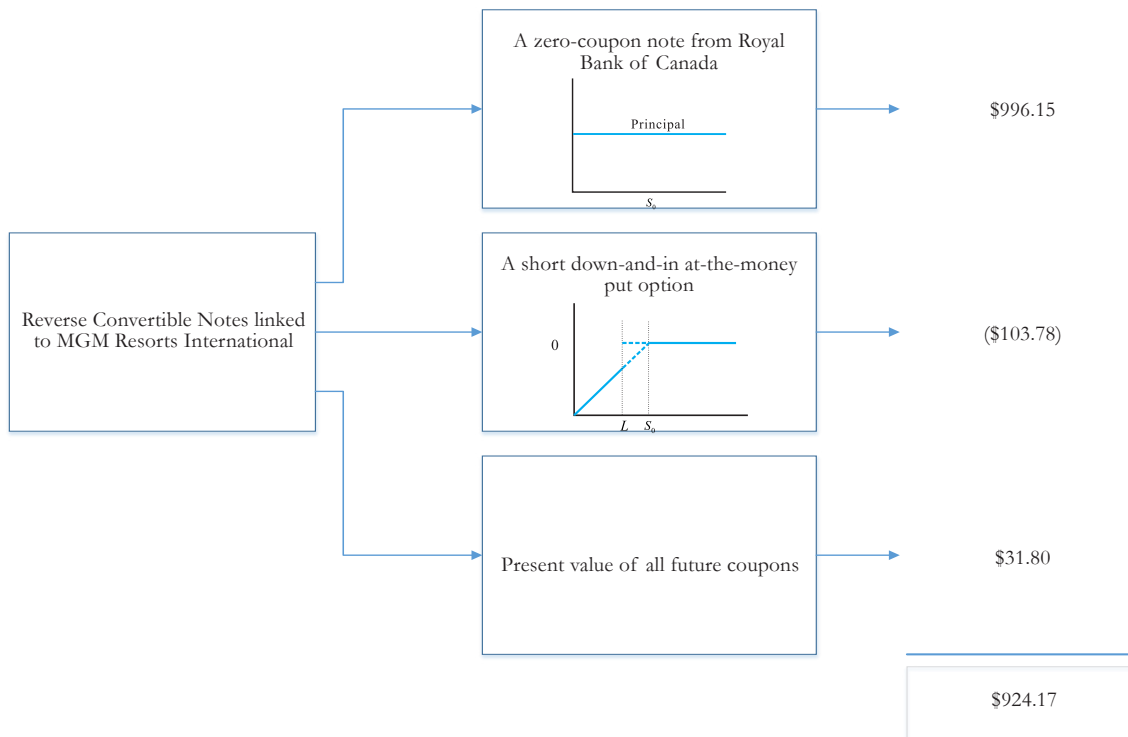 A zero-coupon note from Royal
Bank of Canada
Principal
S₀
$996.15
Reverse Convertible Notes linked
to MGM Resorts International
A short down-and-in at-the-money
put option
0
L S₀
($103.78)
Present value of all future coupons
$31.80
$924.17